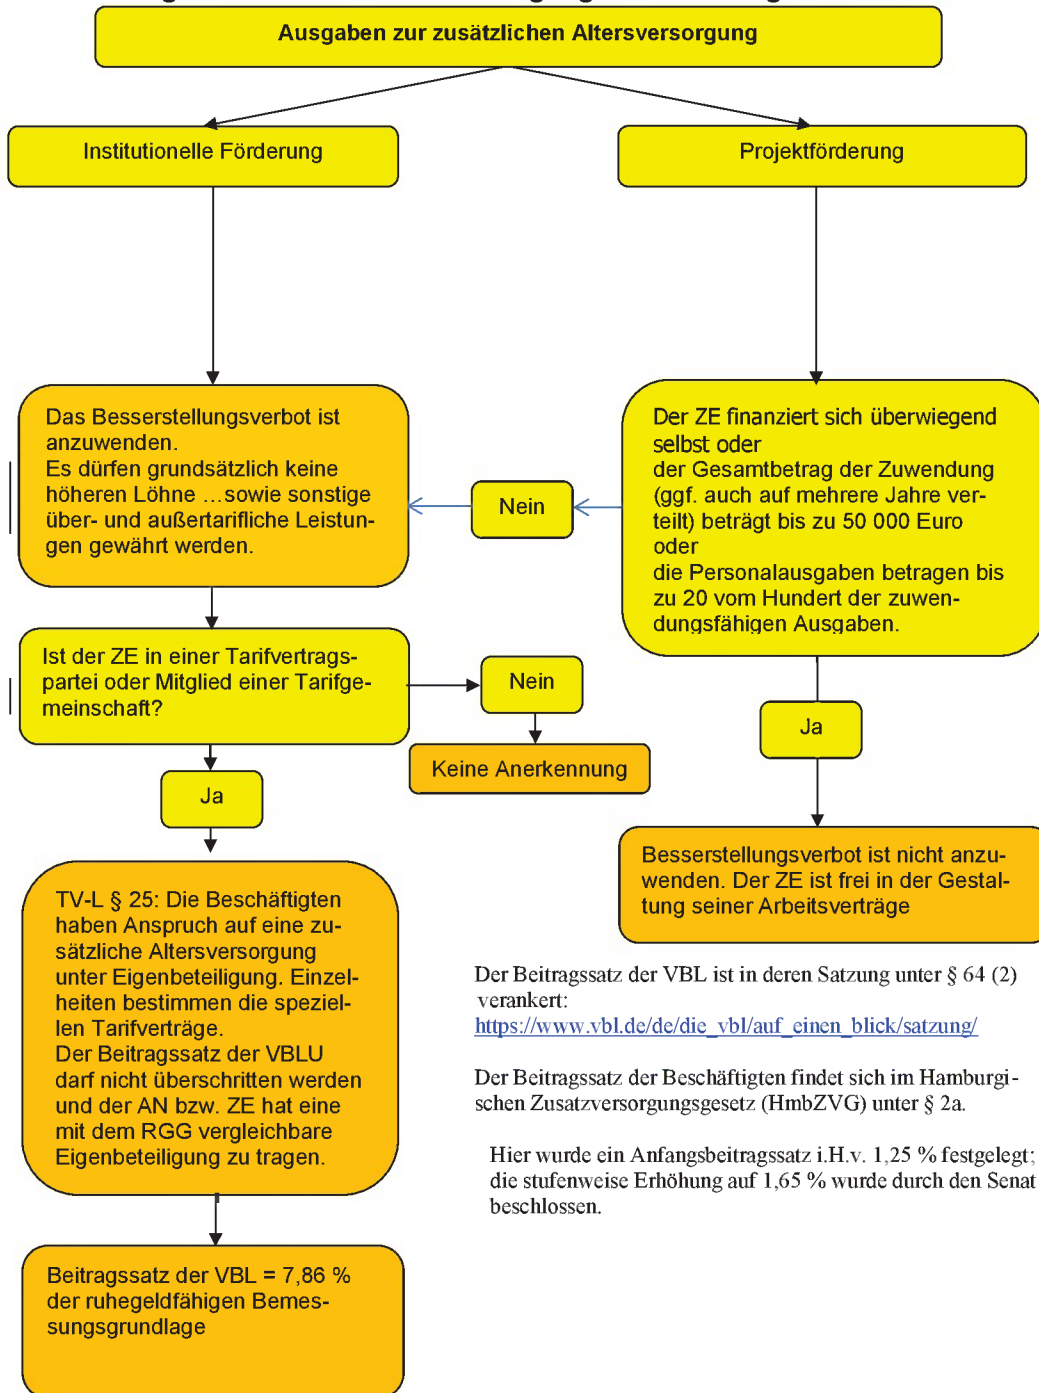 Ausgaben zur zusätzlichen Altersversorgung
Institutionelle Förderung
Projektförderung
Das Besserstellungsverbot ist
anzuwenden.
Es dürfen grundsätzlich keine
höheren Löhne …sowie sonstige
über- und außertarifliche Leistun-
gen gewährt werden.
Nein
Der ZE finanziert sich überwiegend
selbst oder
der Gesamtbetrag der Zuwendung
(ggf. auch auf mehrere Jahre ver-
teilt) beträgt bis zu 50 000 Euro
oder
die Personalausgaben betragen bis
zu 20 vom Hundert der zuwen-
dungsfähigen Ausgaben.
Ist der ZE in einer Tarifvertrags-
partei oder Mitglied einer Tarifge-
meinschaft?
Nein
Ja
Keine Anerkennung
Ja
Besserstellungsverbot ist nicht anzu-
wenden. Der ZE ist frei in der Gestal-
tung seiner Arbeitsverträge
TV-L § 25: Die Beschäftigten
haben Anspruch auf eine zu-
sätzliche Altersversorgung
unter Eigenbeteiligung. Einzel-
heiten bestimmen die speziel-
len Tarifverträge.
Der Beitragssatz der VBLU
darf nicht überschritten werden
und der AN bzw. ZE hat eine
mit dem RGG vergleichbare
Eigenbeteiligung zu tragen.
Der Beitragssatz der VBL ist in deren Satzung unter § 64 (2)
verankert:
https://www.vbl.de/de/die_vbl/auf_einen_blick/satzung/
Der Beitragssatz der Beschäftigten findet sich im Hamburgi-
schen Zusatzversorgungsgesetz (HmbZVG) unter § 2a.
Hier wurde ein Anfangsbeitragssatz i.H.v. 1,25 % festgelegt;
die stufenweise Erhöhung auf 1,65 % wurde durch den Senat
beschlossen.
Beitragssatz der VBL = 7,86 %
der ruhegeldfähigen Bemes-
sungsgrundlage